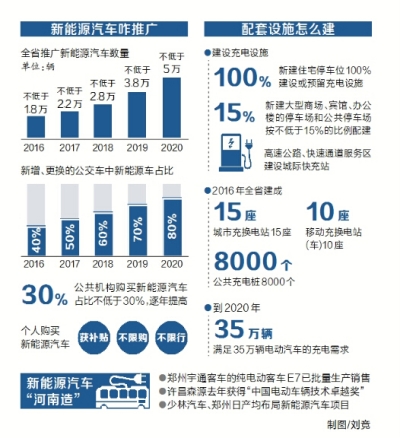 新能源汽车咋推广
全省推广新能源汽车数量
单位:辆
不低于
1.8万
不低于
2.2万
不低于
2.8万
不低于
3.8万
不低于
5万
2016 2017 2018 2019 2020
新增、更换的公交车中新能源车占比
40% 50% 60% 70% 80%
2016 2017 2018 2019 2020
30% 公共机构购买新能源汽车
占比不低于30%,逐年提高
个人购买
新能源汽车
获补贴 不限购 不限行
配套设施怎么建
●建设充电设施
100% 新建住宅停车位100%
建设或预留充电设施
15% 新建大型商场、宾馆、办公
楼的停车场和公共停车场
按不低于15%的比例配建
高速公路、快速通道服务区
建设城际快充站
●2016年全省建成
15座
城市充换电站15座
10座
移动充换电站
(车)10座
8000个
公共充电桩8000个
●到2020年
35万辆
满足35万辆电动汽车的充电需求
新能源汽车
“河南造”
●郑州宇通客车的纯电动客车E7已批量生产销售
●许昌森源去年获得“中国电动车辆技术卓越奖”
●少林汽车、郑州日产均布局新能源汽车项目
制图/刘竞